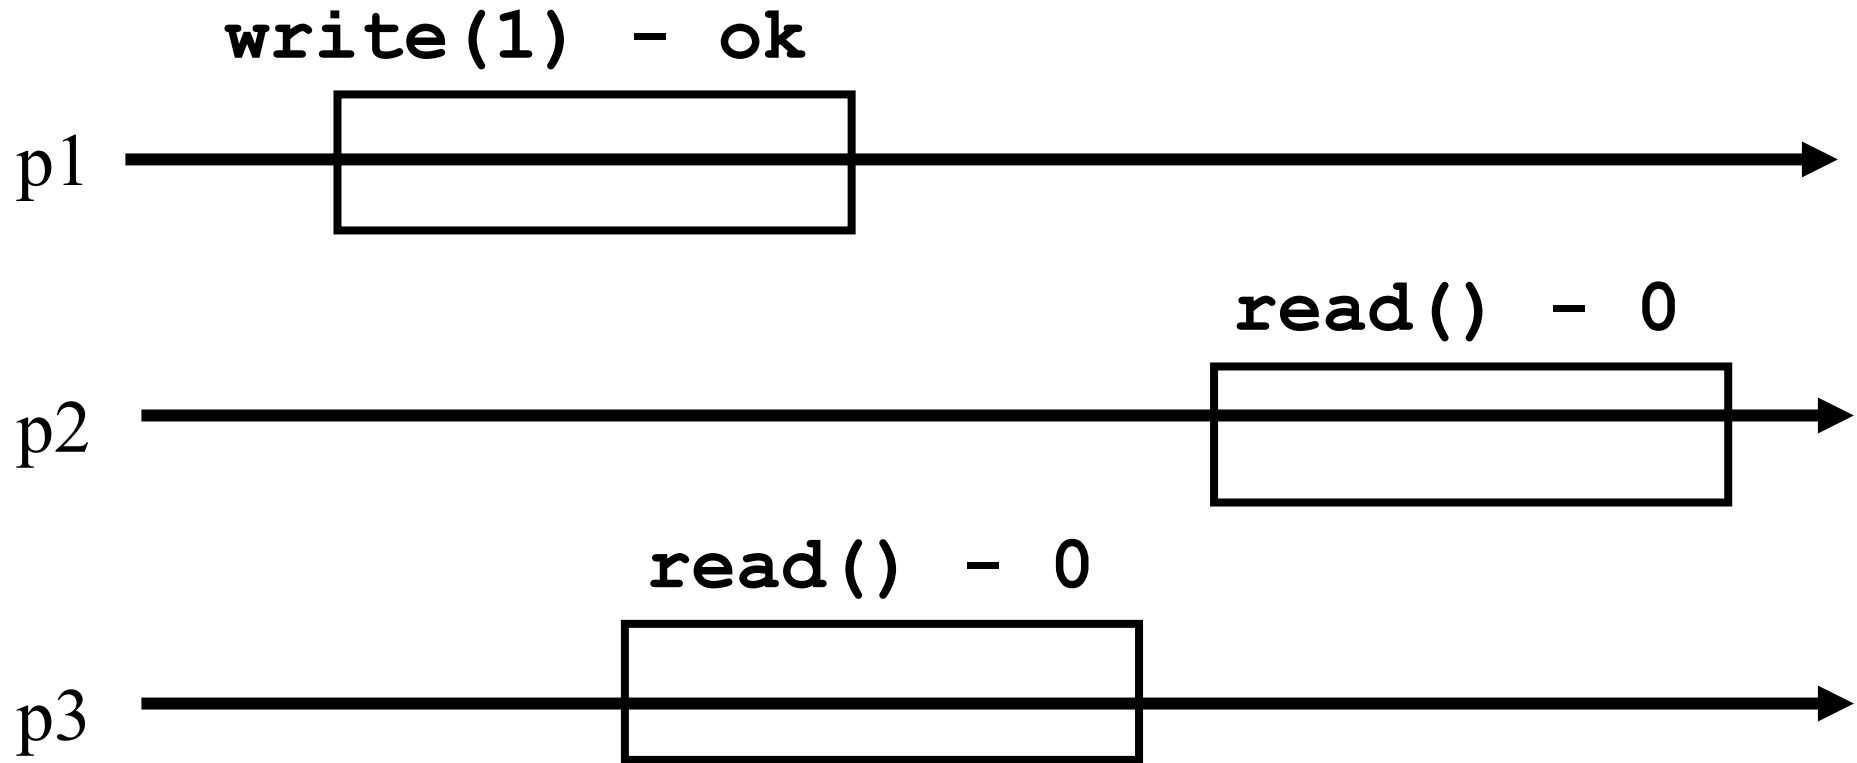 write(1) - ok
p1
read() - 0
p2
read() - 0
p3